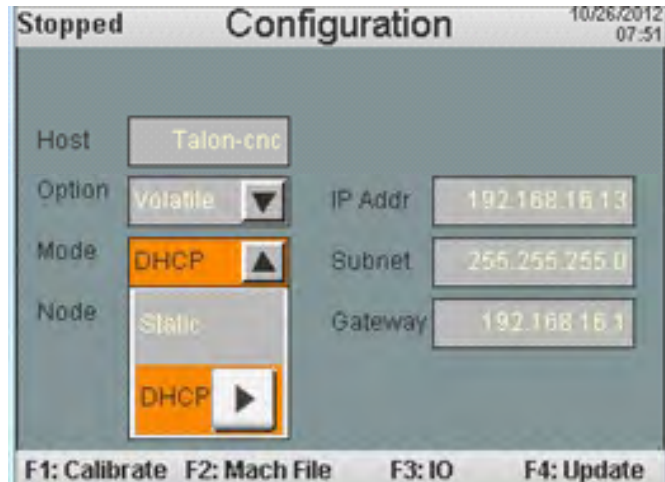 Stopped Configuration 10/26/2012
07:51
Host Talon-cnc
Option Volatile IP Addr 192.168.16.13
Mode DHCP Subnet 255.255.255.0
Node Static Gateway 192.168.16.1
DHCP
F1: Calibrate F2: Mach File F3: IO F4: Update